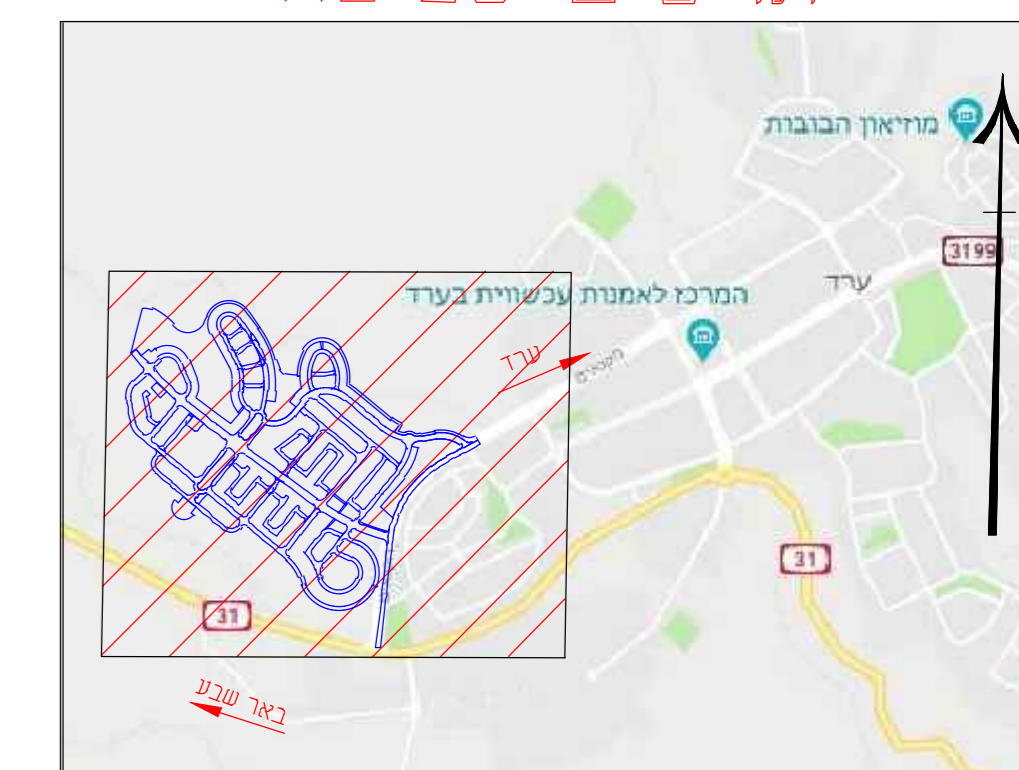 מוזיאון הבובות
3199
ערד
המרכז לאמנות עכשווית בערד
ערד
31
31
באר שבע